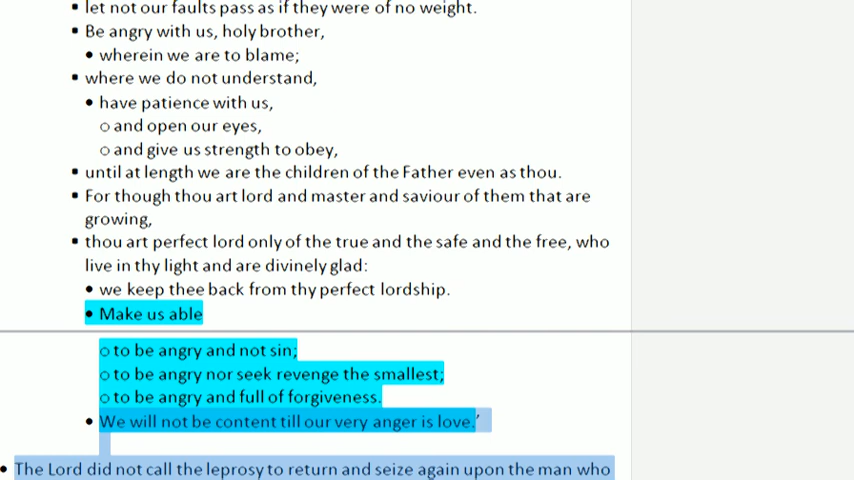 ▪ let not our faults pass as if they were of no weight.
▪ Be angry with us, holy brother,
• wherein we are to blame;
▪ where we do not understand,
• have patience with us,
○ and open our eyes,
○ and give us strength to obey,
▪ until at length we are the children of the Father even as thou.
▪ For though thou art lord and master and saviour of them that are
growing,
▪ thou art perfect lord only of the true and the safe and the free, who
live in thy light and are divinely glad:
• we keep thee back from thy perfect lordship.
• Make us able
○ to be angry and not sin;
○ to be angry nor seek revenge the smallest;
○ to be angry and full of forgiveness.
• We will not be content till our very anger is love.’
• The Lord did not call the leprosy to return and seize again upon the man who